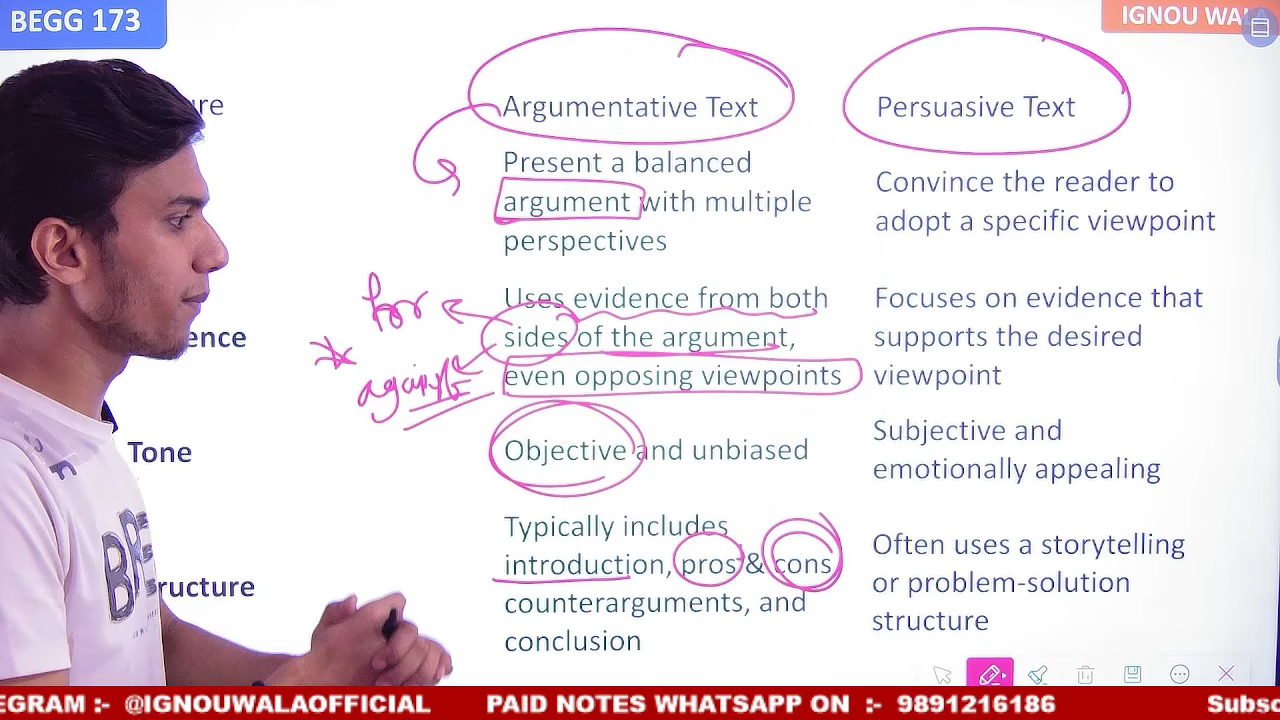 BEGG 173
IGNOU WALA
ure
Argumentative Text
Persuasive Text
Present a balanced
argument with multiple
perspectives
Convince the reader to
adopt a specific viewpoint
ence
for
against
Uses evidence from both
sides of the argument,
even opposing viewpoints
Focuses on evidence that
supports the desired
viewpoint
Tone
Objective and unbiased
Subjective and
emotionally appealing
ructure
Typically includes
introduction, pros & cons
counterarguments, and
conclusion
Often uses a storytelling
or problem-solution
structure
EGRAM :- @IGNOUWALAOFFICIAL PAID NOTES WHATSAPP ON :- 9891216186 Subsc